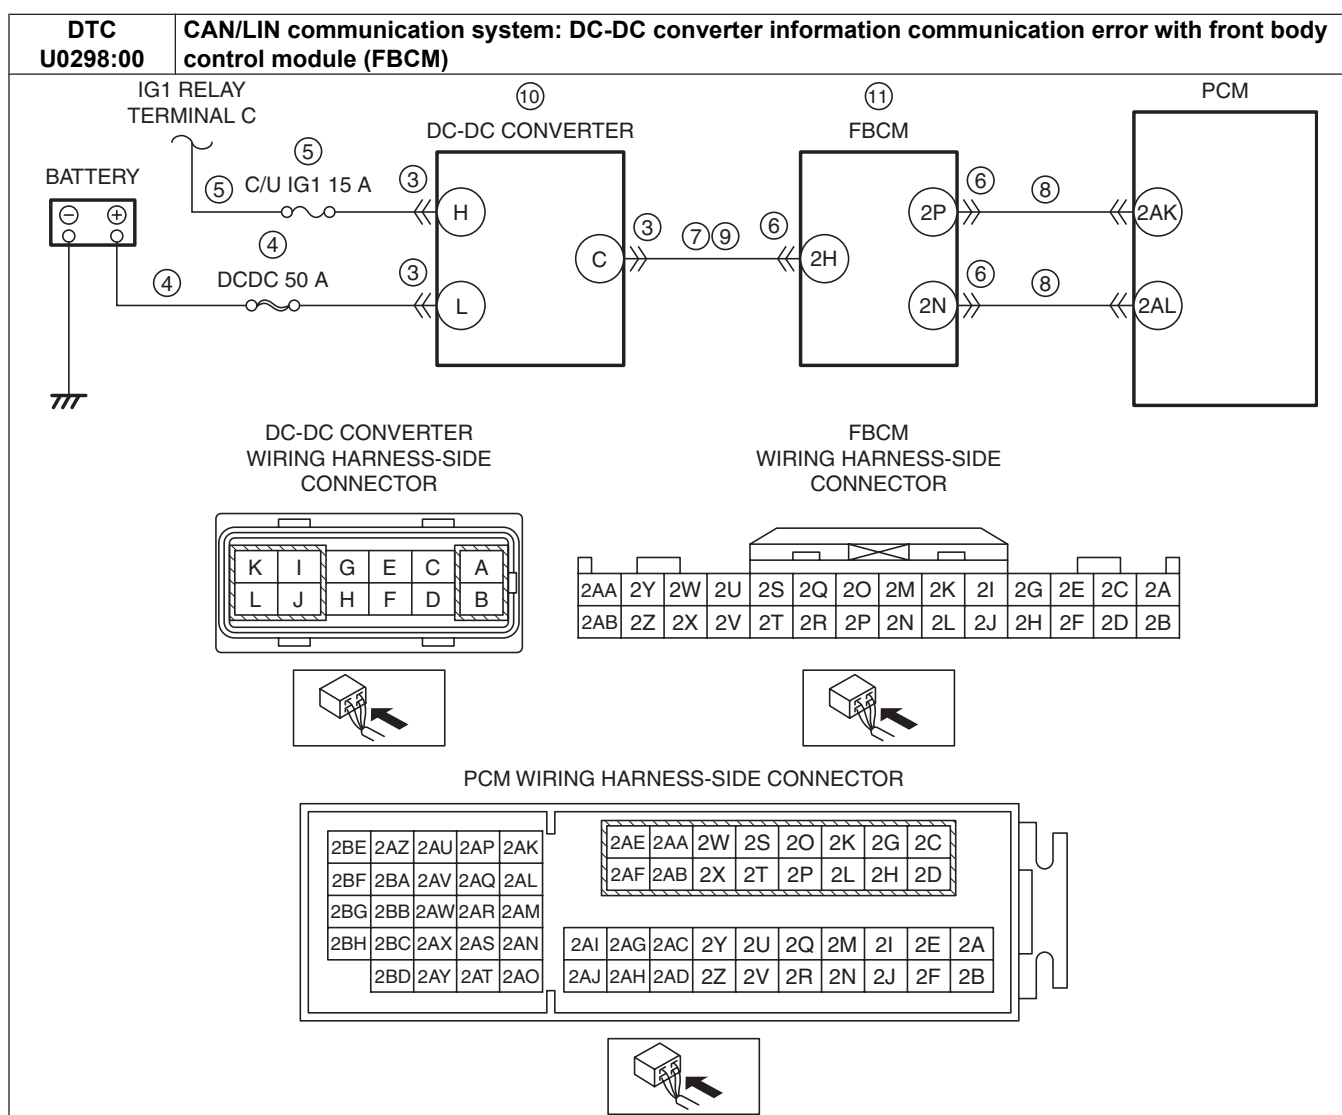 DTC
U0298:00
CAN/LIN communication system: DC-DC converter information communication error with front body
control module (FBCM)
IG1 RELAY
TERMINAL C
10
11
PCM
DC-DC CONVERTER
FBCM
5
BATTERY
5
C/U IG1 15 A
3
6
8
− +
H
2P
2AK
4
3
7 9
6
C
2H
4
DCDC 50 A
3
6
8
L
2N
2AL
DC-DC CONVERTER
WIRING HARNESS-SIDE
CONNECTOR
FBCM
WIRING HARNESS-SIDE
CONNECTOR
K I G E C A
L J H F D B
2AA 2Y 2W 2U 2S 2Q 2O 2M 2K 2I 2G 2E 2C 2A
2AB 2Z 2X 2V 2T 2R 2P 2N 2L 2J 2H 2F 2D 2B
PCM WIRING HARNESS-SIDE CONNECTOR
2BE 2AZ 2AU 2AP 2AK
2BF 2BA 2AV 2AQ 2AL
2BG 2BB 2AW 2AR 2AM
2BH 2BC 2AX 2AS 2AN
2BD 2AY 2AT 2AO
2AE 2AA 2W 2S 2O 2K 2G 2C
2AF 2AB 2X 2T 2P 2L 2H 2D
2AI 2AG 2AC 2Y 2U 2Q 2M 2I 2E 2A
2AJ 2AH 2AD 2Z 2V 2R 2N 2J 2F 2B